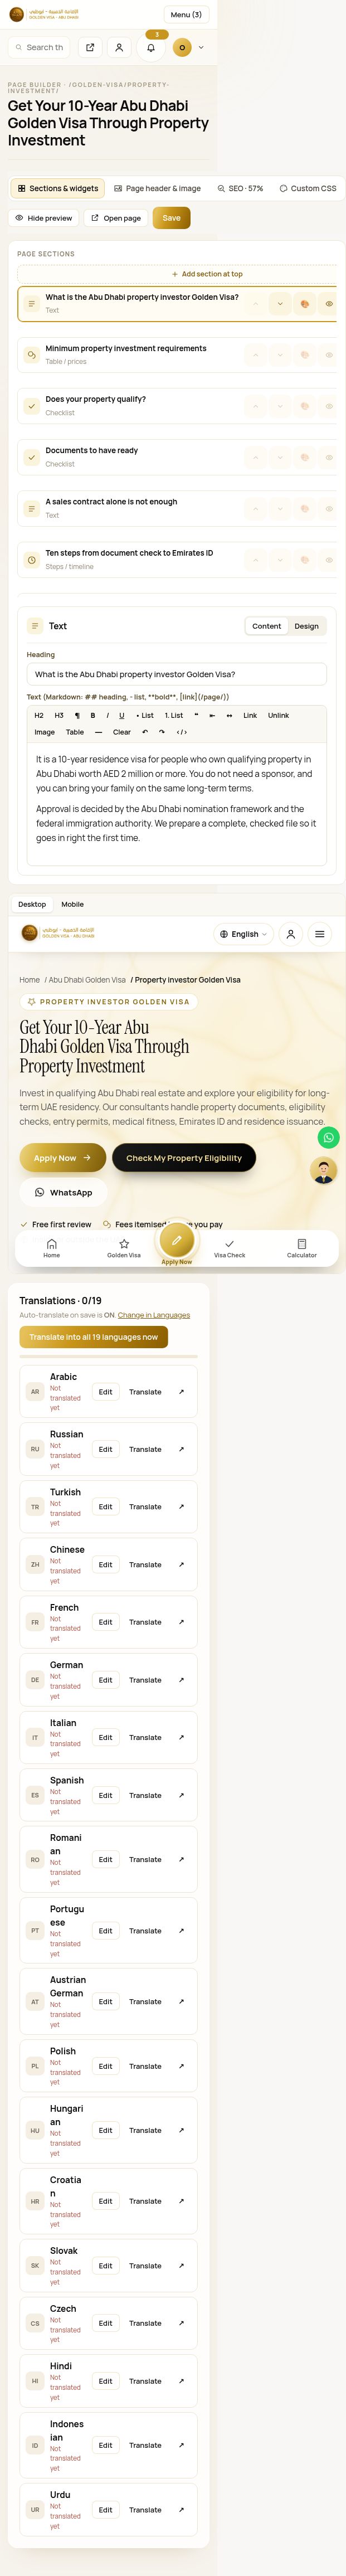 GOLDEN VISA · ABU DHABI
Menu (3)
Search th
3
O
PAGE BUILDER · /GOLDEN-VISA/PROPERTY-
INVESTMENT/
Get Your 10-Year Abu Dhabi
Golden Visa Through Property
Investment
Sections & widgets
Page header & image
SEO · 57%
Custom CSS
Hide preview
Open page
Save
PAGE SECTIONS
+ Add section at top
What is the Abu Dhabi property investor Golden Visa?
Text
Minimum property investment requirements
Table / prices
Does your property qualify?
Checklist
Documents to have ready
Checklist
A sales contract alone is not enough
Text
Ten steps from document check to Emirates ID
Steps / timeline
Text
Content
Design
Heading
What is the Abu Dhabi property investor Golden Visa?
Text (Markdown: ## heading, - list, **bold**, [link](/page/))
H2 H3 ¶ B I U • List 1. List ❝ ⇤ ↔ Link Unlink
Image Table — Clear ↶ ↷ ‹/›
It is a 10-year residence visa for people who own qualifying property in
Abu Dhabi worth AED 2 million or more. You do not need a sponsor, and
you can bring your family on the same long-term terms.
Approval is decided by the Abu Dhabi nomination framework and the
federal immigration authority. We prepare a complete, checked file so it
goes in right the first time.
Desktop
Mobile
GOLDEN VISA · ABU DHABI
English
Home / Abu Dhabi Golden Visa / Property Investor Golden Visa
PROPERTY INVESTOR GOLDEN VISA
Get Your 10-Year Abu
Dhabi Golden Visa Through
Property Investment
Invest in qualifying Abu Dhabi real estate and explore your eligibility for long-
term UAE residency. Our consultants handle property documents, eligibility
checks, entry permits, medical fitness, Emirates ID and residence issuance.
Apply Now →
Check My Property Eligibility
WhatsApp
Free first review
Fees itemised
you pay
Home
Golden Visa
Apply Now
Visa Check
Calculator
Translations · 0/19
Auto-translation on save is ON. Change in Languages
Translate into all 19 languages now
AR
Arabic
Not
translated
yet
Edit Translate ↗
RU
Russian
Not
translated
yet
Edit Translate ↗
TR
Turkish
Not
translated
yet
Edit Translate ↗
ZH
Chinese
Not
translated
yet
Edit Translate ↗
FR
French
Not
translated
yet
Edit Translate ↗
DE
German
Not
translated
yet
Edit Translate ↗
IT
Italian
Not
translated
yet
Edit Translate ↗
ES
Spanish
Not
translated
yet
Edit Translate ↗
RO
Romani
an
Not
translated
yet
Edit Translate ↗
PT
Portugu
ese
Not
translated
yet
Edit Translate ↗
AT
Austrian
German
Not
translated
yet
Edit Translate ↗
PL
Polish
Not
translated
yet
Edit Translate ↗
HU
Hungari
an
Not
translated
yet
Edit Translate ↗
HR
Croatia
n
Not
translated
yet
Edit Translate ↗
SK
Slovak
Not
translated
yet
Edit Translate ↗
CS
Czech
Not
translated
yet
Edit Translate ↗
HI
Hindi
Not
translated
yet
Edit Translate ↗
ID
Indones
ian
Not
translated
yet
Edit Translate ↗
UR
Urdu
Not
translated
yet
Edit Translate ↗